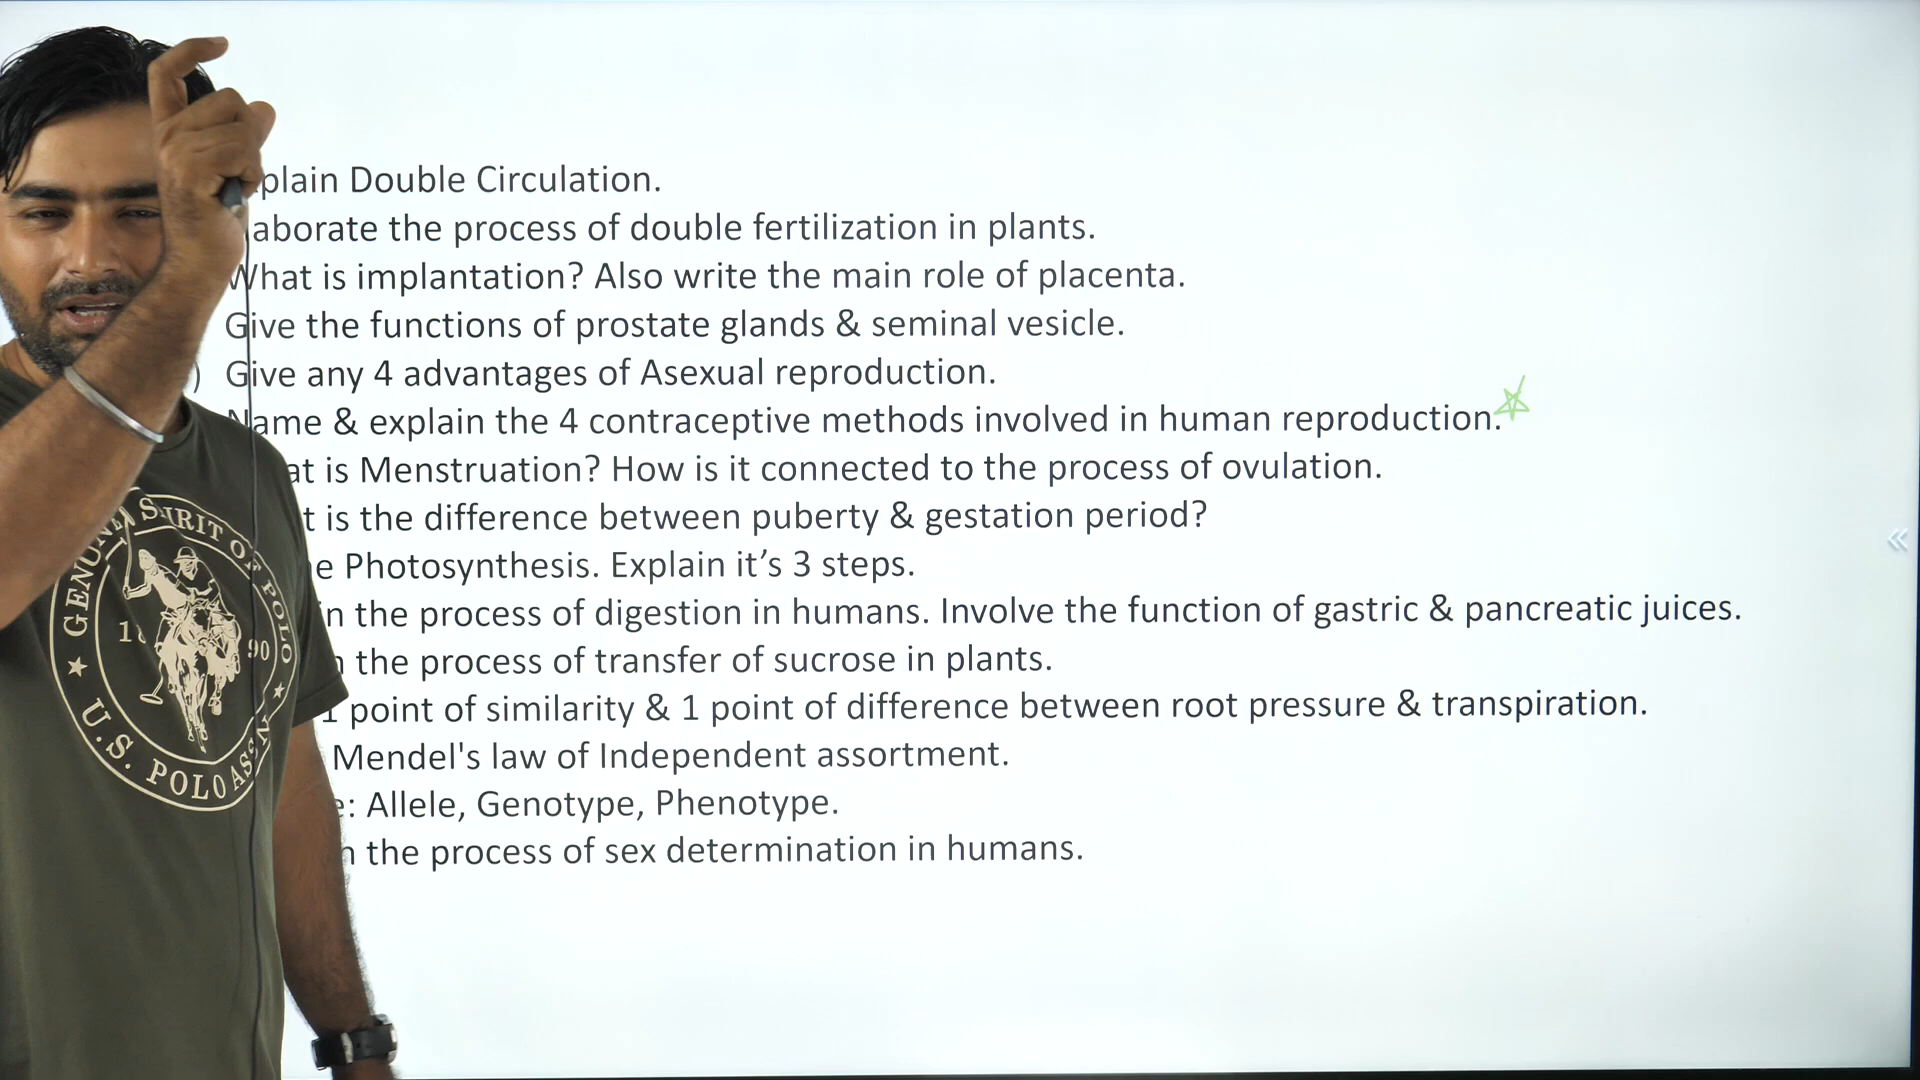 plain Double Circulation.
aborate the process of double fertilization in plants.
What is implantation? Also write the main role of placenta.
Give the functions of prostate glands & seminal vesicle.
) Give any 4 advantages of Asexual reproduction.
Name & explain the 4 contraceptive methods involved in human reproduction.
at is Menstruation? How is it connected to the process of ovulation.
t is the difference between puberty & gestation period?
e Photosynthesis. Explain it's 3 steps.
n the process of digestion in humans. Involve the function of gastric & pancreatic juices.
n the process of transfer of sucrose in plants.
1 point of similarity & 1 point of difference between root pressure & transpiration.
Mendel's law of Independent assortment.
e: Allele, Genotype, Phenotype.
n the process of sex determination in humans.
GENUINE SPIRIT OF POLO
18 90
U.S. POLO ASSN